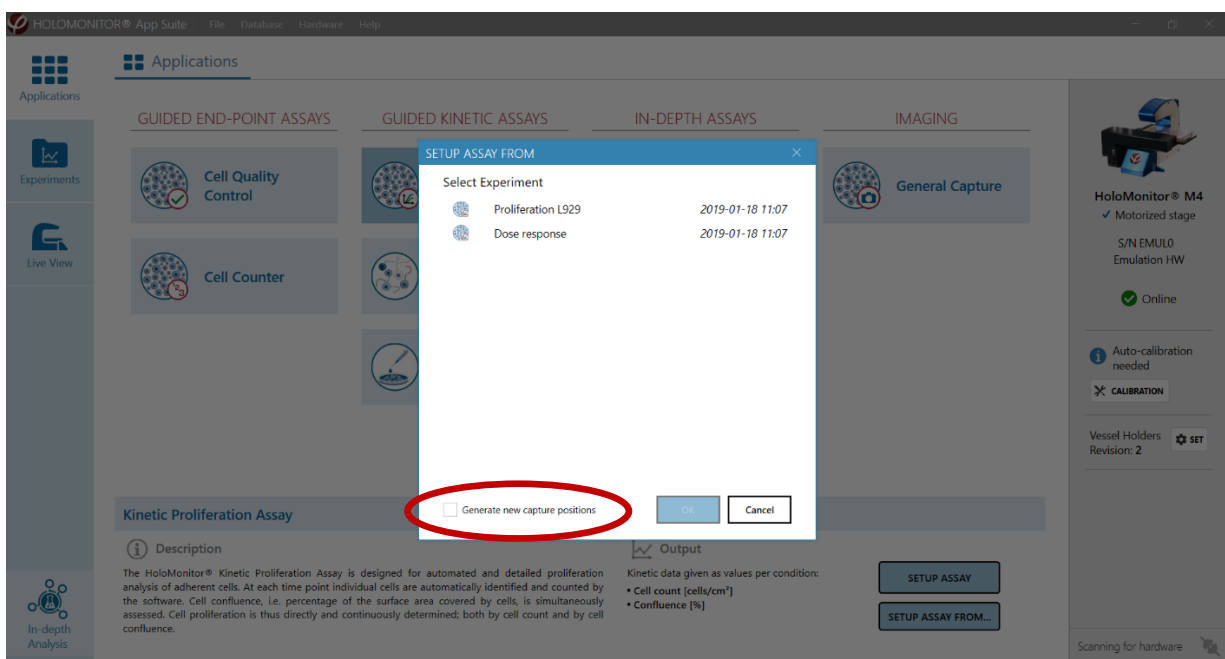 HOLOMONITOR® App Suite File Database Hardware Help
Applications
Applications
Experiments
Live View
In-depth
Analysis
GUIDED END-POINT ASSAYS
GUIDED KINETIC ASSAYS
IN-DEPTH ASSAYS
IMAGING
Cell Quality
Control
Cell Counter
General Capture
SETUP ASSAY FROM
Select Experiment
Proliferation L929 2019-01-18 11:07
Dose response 2019-01-18 11:07
Generate new capture positions
OK
Cancel
Kinetic Proliferation Assay
Description
The HoloMonitor® Kinetic Proliferation Assay is designed for automated and detailed proliferation
analysis of adherent cells. At each time point individual cells are automatically identified and counted by
the software. Cell confluence, i.e. percentage of the surface area covered by cells, is simultaneously
assessed. Cell proliferation is thus directly and continuously determined; both by cell count and by cell
confluence.
Output
Kinetic data given as values per condition:
• Cell count [cells/cm²]
• Confluence [%]
SETUP ASSAY
SETUP ASSAY FROM...
HoloMonitor® M4
✓ Motorized stage
S/N EMUL0
Emulation HW
Online
Auto-calibration
needed
CALIBRATION
Vessel Holders
Revision: 2
SET
Scanning for hardware